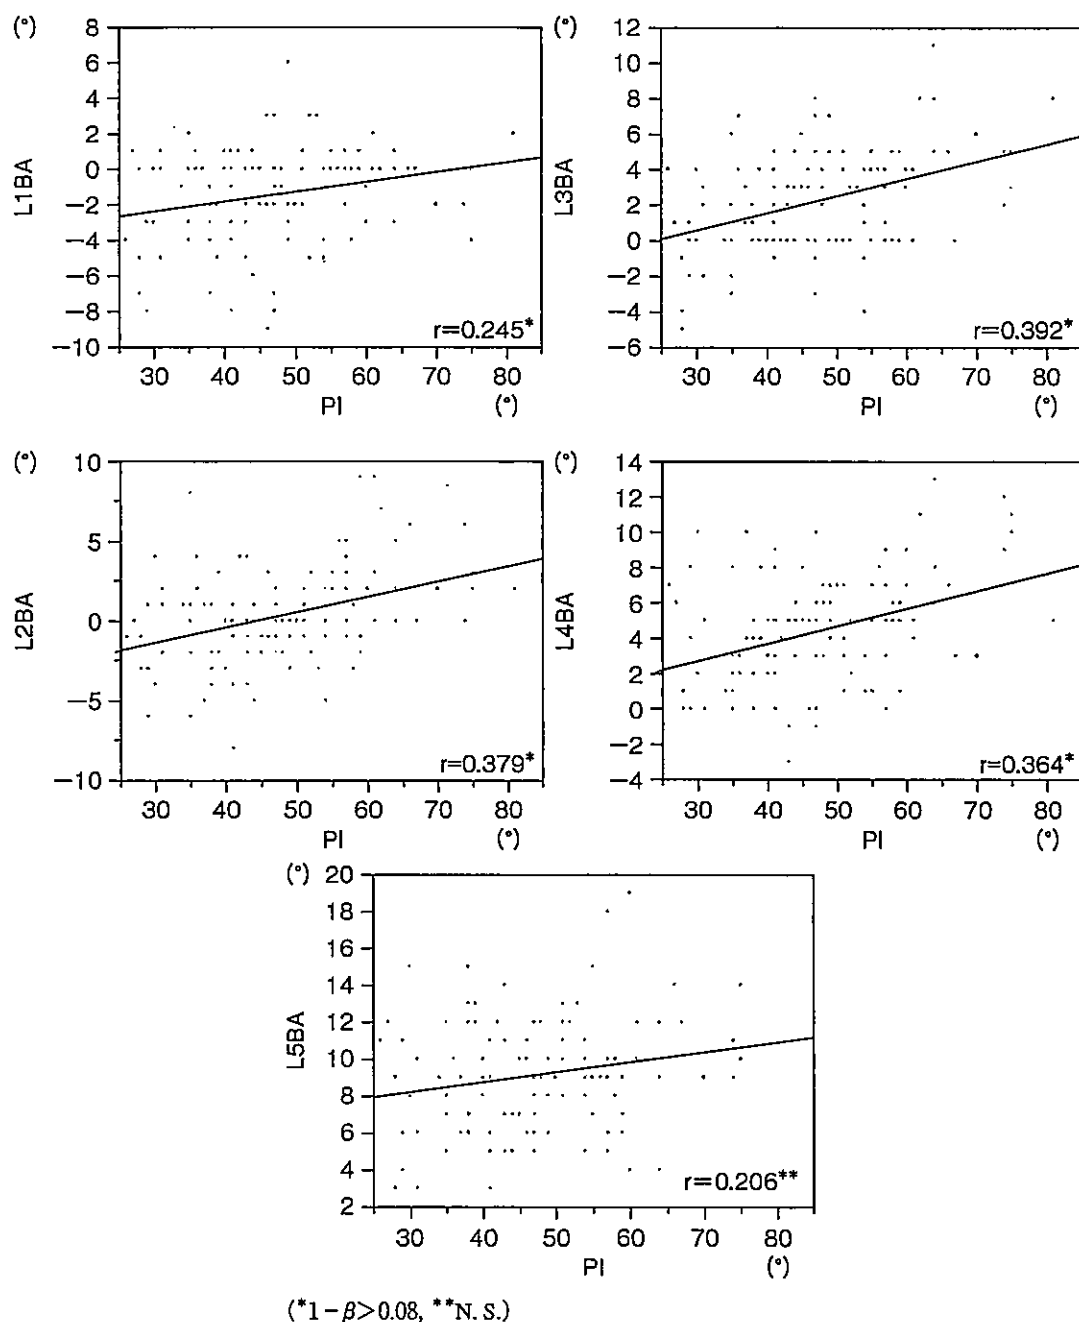 (°)
8
6
4
2
0
−2
−4
−6
−8
−10
L1BA
r=0.245*
30 40 50 60 70 80
PI (°)
(°)
12
10
8
6
4
2
0
−2
−4
−6
L3BA
r=0.392*
30 40 50 60 70 80
PI (°)
(°)
10
5
0
−5
−10
L2BA
r=0.379*
30 40 50 60 70 80
PI (°)
(°)
14
12
10
8
6
4
2
0
−2
−4
L4BA
r=0.364*
30 40 50 60 70 80
PI (°)
(°)
20
18
16
14
12
10
8
6
4
2
L5BA
r=0.206**
30 40 50 60 70 80
PI (°)
(*1−β>0.08, **N. S.)